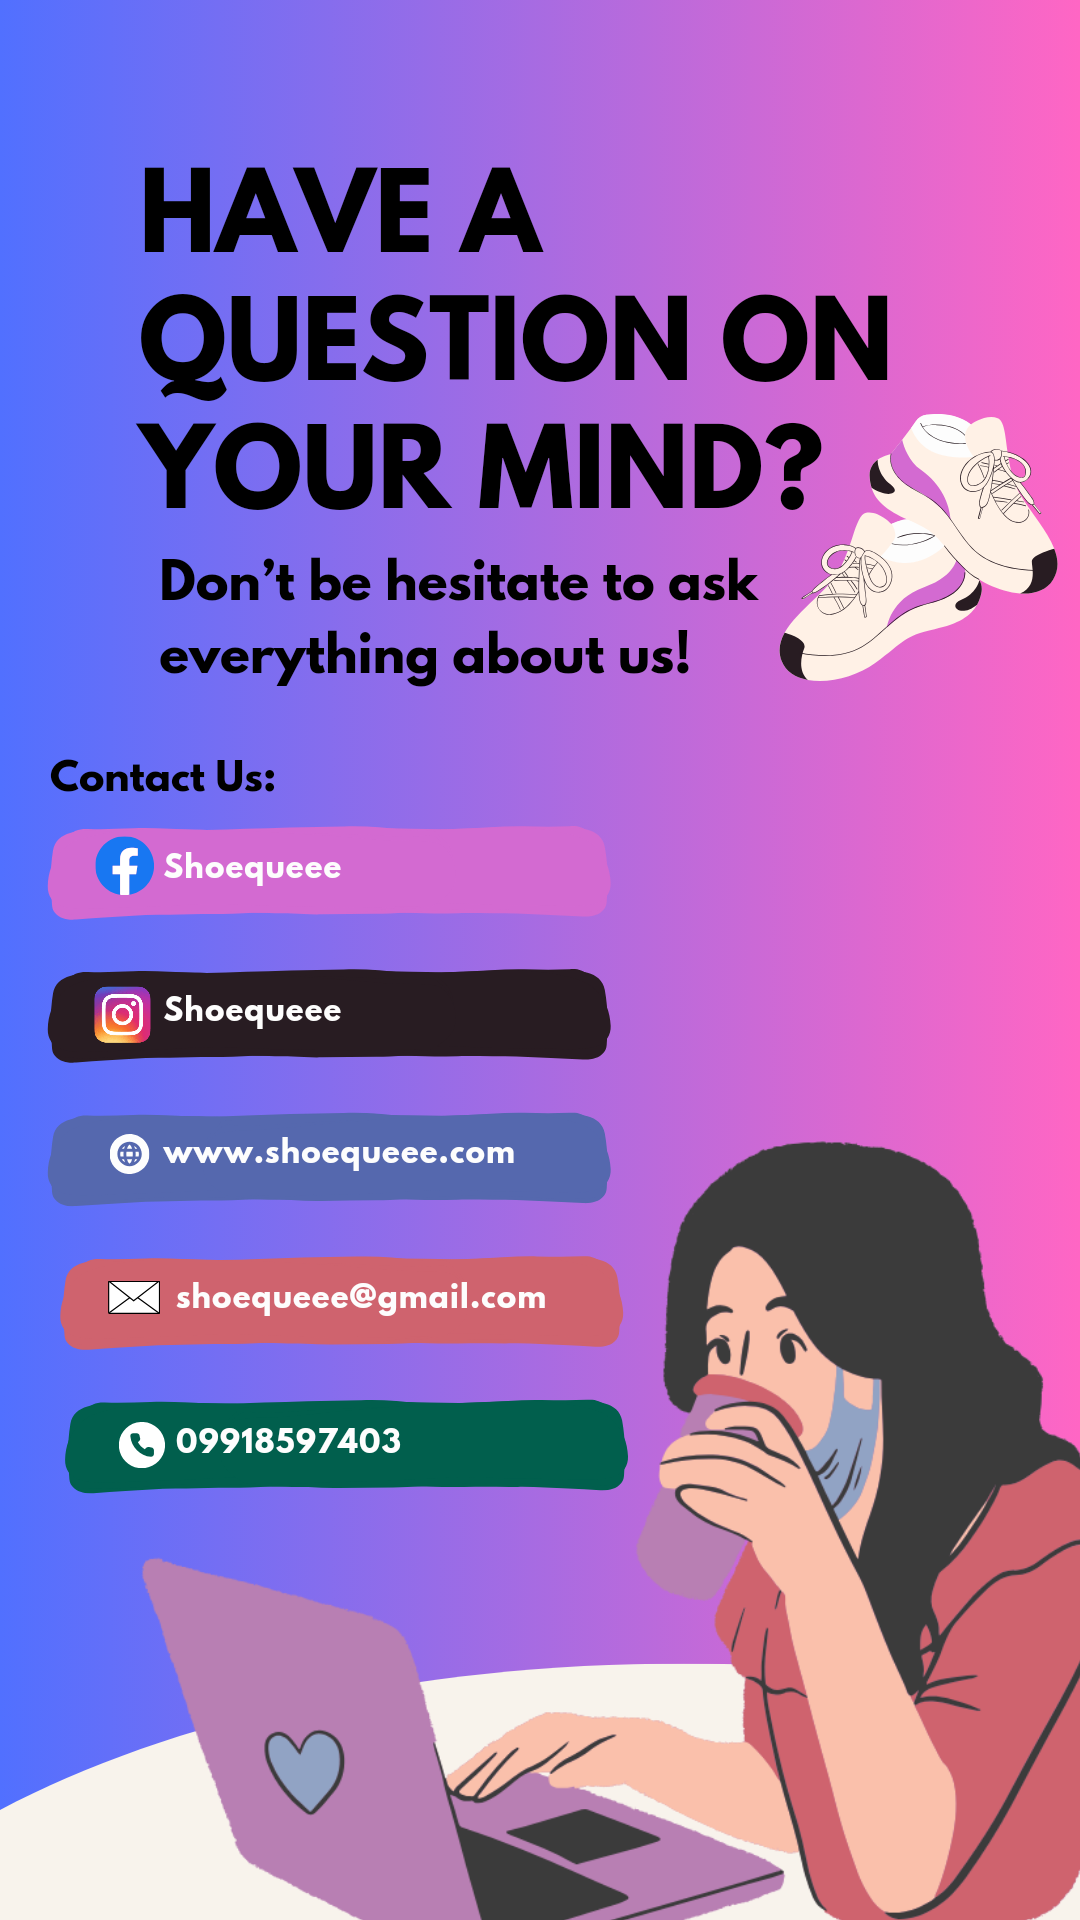 HAVE A
QUESTION ON
YOUR MIND?
Don’t be hesitate to ask
everything about us!
Contact Us:
Shoequeee
Shoequeee
www.shoequeee.com
shoequeee@gmail.com
09918597403